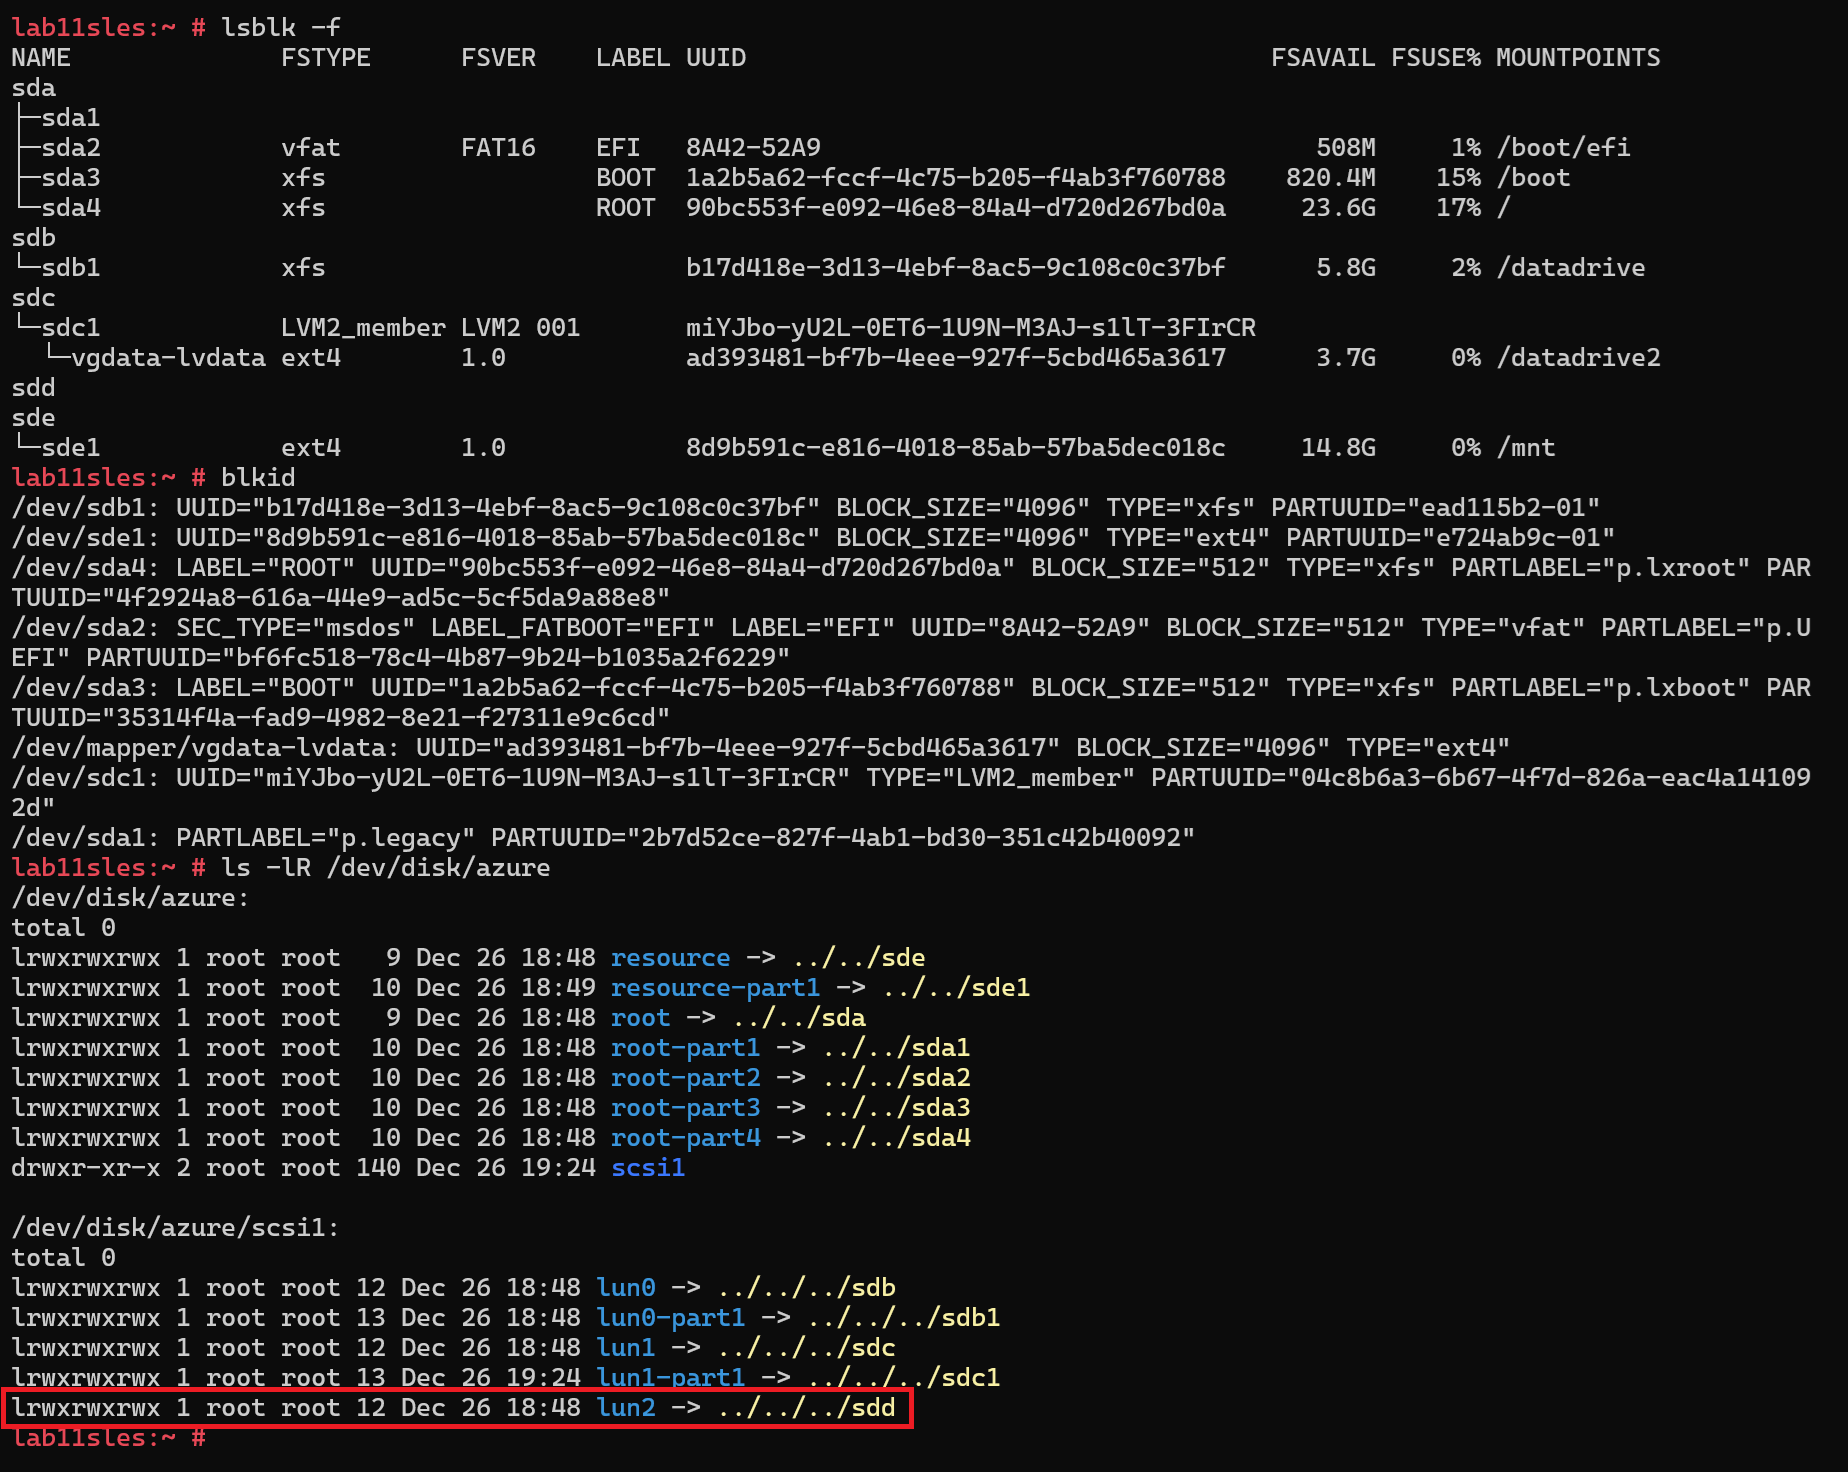 lab11sles:~ # lsblk -f
NAME              FSTYPE      FSVER    LABEL UUID                                   FSAVAIL FSUSE% MOUNTPOINTS
sda
├─sda1
├─sda2            vfat        FAT16    EFI   8A42-52A9                                 508M     1% /boot/efi
├─sda3            xfs                  BOOT  1a2b5a62-fccf-4c75-b205-f4ab3f760788    820.4M    15% /boot
└─sda4            xfs                  ROOT  90bc553f-e092-46e8-84a4-d720d267bd0a     23.6G    17% /
sdb
└─sdb1            xfs                        b17d418e-3d13-4ebf-8ac5-9c108c0c37bf      5.8G     2% /datadrive
sdc
└─sdc1            LVM2_member LVM2 001       miYJbo-yU2L-0ET6-1U9N-M3AJ-s1lT-3FIrCR
  └─vgdata-lvdata ext4        1.0            ad393481-bf7b-4eee-927f-5cbd465a3617      3.7G     0% /datadrive2
sdd
sde
└─sde1            ext4        1.0            8d9b591c-e816-4018-85ab-57ba5dec018c     14.8G     0% /mnt
lab11sles:~ # blkid
/dev/sdb1: UUID="b17d418e-3d13-4ebf-8ac5-9c108c0c37bf" BLOCK_SIZE="4096" TYPE="xfs" PARTUUID="ead115b2-01"
/dev/sde1: UUID="8d9b591c-e816-4018-85ab-57ba5dec018c" BLOCK_SIZE="4096" TYPE="ext4" PARTUUID="e724ab9c-01"
/dev/sda4: LABEL="ROOT" UUID="90bc553f-e092-46e8-84a4-d720d267bd0a" BLOCK_SIZE="512" TYPE="xfs" PARTLABEL="p.lxroot" PAR
TUUID="4f2924a8-616a-44e9-ad5c-5cf5da9a88e8"
/dev/sda2: SEC_TYPE="msdos" LABEL_FATBOOT="EFI" LABEL="EFI" UUID="8A42-52A9" BLOCK_SIZE="512" TYPE="vfat" PARTLABEL="p.U
EFI" PARTUUID="bf6fc518-78c4-4b87-9b24-b1035a2f6229"
/dev/sda3: LABEL="BOOT" UUID="1a2b5a62-fccf-4c75-b205-f4ab3f760788" BLOCK_SIZE="512" TYPE="xfs" PARTLABEL="p.lxboot" PAR
TUUID="35314f4a-fad9-4982-8e21-f27311e9c6cd"
/dev/mapper/vgdata-lvdata: UUID="ad393481-bf7b-4eee-927f-5cbd465a3617" BLOCK_SIZE="4096" TYPE="ext4"
/dev/sdc1: UUID="miYJbo-yU2L-0ET6-1U9N-M3AJ-s1lT-3FIrCR" TYPE="LVM2_member" PARTUUID="04c8b6a3-6b67-4f7d-826a-eac4a14109
2d"
/dev/sda1: PARTLABEL="p.legacy" PARTUUID="2b7d52ce-827f-4ab1-bd30-351c42b40092"
lab11sles:~ # ls -lR /dev/disk/azure
/dev/disk/azure:
total 0
lrwxrwxrwx 1 root root   9 Dec 26 18:48 resource -> ../../sde
lrwxrwxrwx 1 root root  10 Dec 26 18:49 resource-part1 -> ../../sde1
lrwxrwxrwx 1 root root   9 Dec 26 18:48 root -> ../../sda
lrwxrwxrwx 1 root root  10 Dec 26 18:48 root-part1 -> ../../sda1
lrwxrwxrwx 1 root root  10 Dec 26 18:48 root-part2 -> ../../sda2
lrwxrwxrwx 1 root root  10 Dec 26 18:48 root-part3 -> ../../sda3
lrwxrwxrwx 1 root root  10 Dec 26 18:48 root-part4 -> ../../sda4
drwxr-xr-x 2 root root 140 Dec 26 19:24 scsi1

/dev/disk/azure/scsi1:
total 0
lrwxrwxrwx 1 root root 12 Dec 26 18:48 lun0 -> ../../../sdb
lrwxrwxrwx 1 root root 13 Dec 26 18:48 lun0-part1 -> ../../../sdb1
lrwxrwxrwx 1 root root 12 Dec 26 18:48 lun1 -> ../../../sdc
lrwxrwxrwx 1 root root 13 Dec 26 19:24 lun1-part1 -> ../../../sdc1
lrwxrwxrwx 1 root root 12 Dec 26 18:48 lun2 -> ../../../sdd
lab11sles:~ #